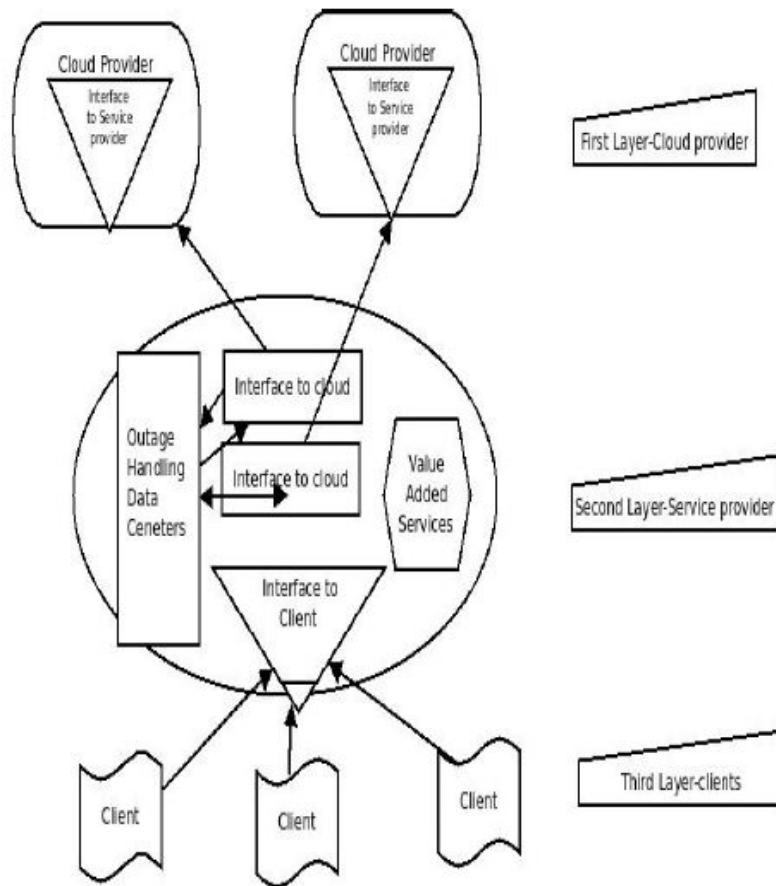 Cloud Provider
Interface
to Service
provider
Cloud Provider
Interface
to Service
provider
First Layer-Cloud provider
Interface to cloud
Outage
Handling
Data
Ceneters
Interface to cloud
Value
Added
Services
Second Layer-Service provider
Interface to
Client
Client
Client
Client
Third Layer-clients